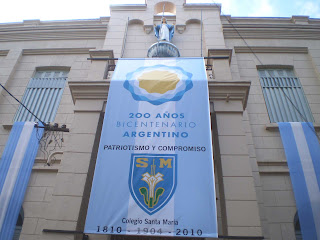 SM
200 AÑOS
BICENTENARIO
ARGENTINO
PATRIOTISMO Y COMPROMISO
S M
Colegio Santa María
1810 - 1904 - 2010